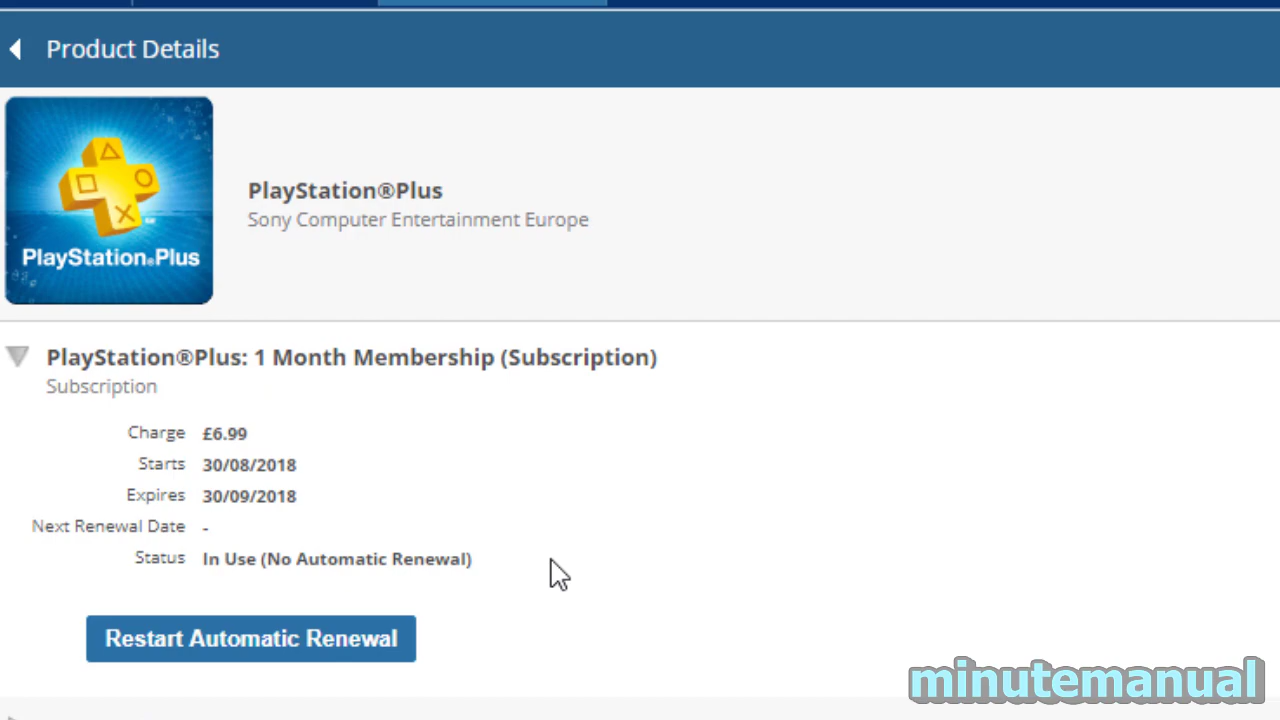 Product Details
PlayStation®Plus
PlayStation®Plus
Sony Computer Entertainment Europe
PlayStation®Plus: 1 Month Membership (Subscription)
Subscription
Charge £6.99
Starts 30/08/2018
Expires 30/09/2018
Next Renewal Date -
Status In Use (No Automatic Renewal)
Restart Automatic Renewal
minutemanual